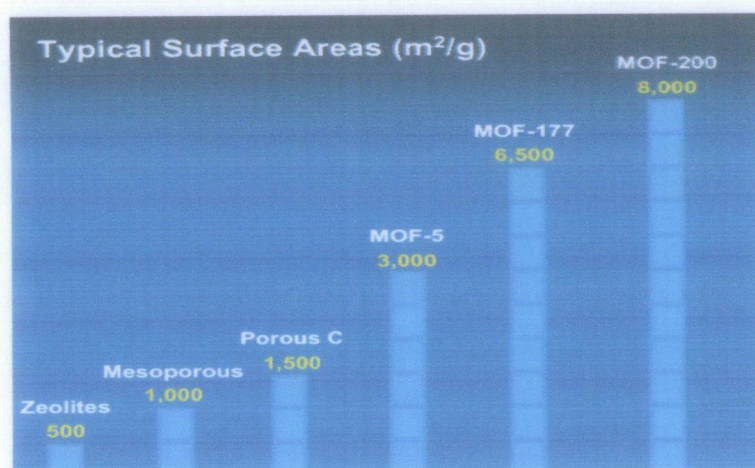 Typical Surface Areas (m²/g)
MOF-200
8,000
MOF-177
6,500
MOF-5
3,000
Porous C
1,500
Mesoporous
1,000
Zeolites
500